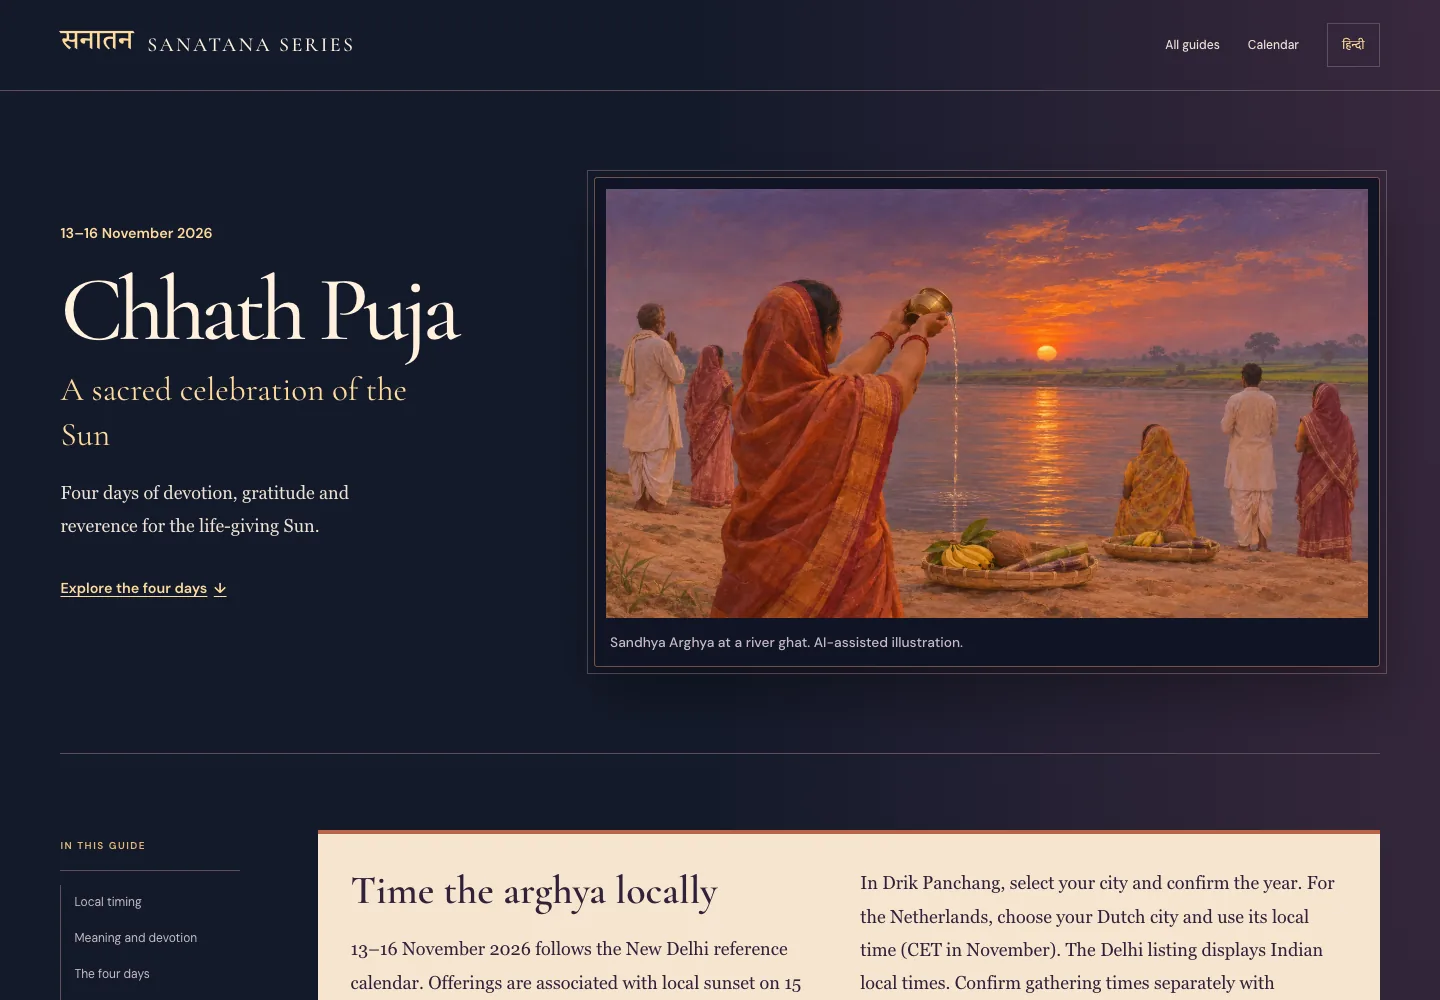 सनातन SANATANA SERIES
All guides
Calendar
हिन्दी
13–16 November 2026
Chhath Puja
A sacred celebration of the
Sun
Four days of devotion, gratitude and
reverence for the life-giving Sun.
Explore the four days ↓
Sandhya Arghya at a river ghat. AI-assisted illustration.
IN THIS GUIDE
Local timing
Meaning and devotion
The four days
Time the arghya locally
13–16 November 2026 follows the New Delhi reference
calendar. Offerings are associated with local sunset on 15
In Drik Panchang, select your city and confirm the year. For
the Netherlands, choose your Dutch city and use its local
time (CET in November). The Delhi listing displays Indian
local times. Confirm gathering times separately with